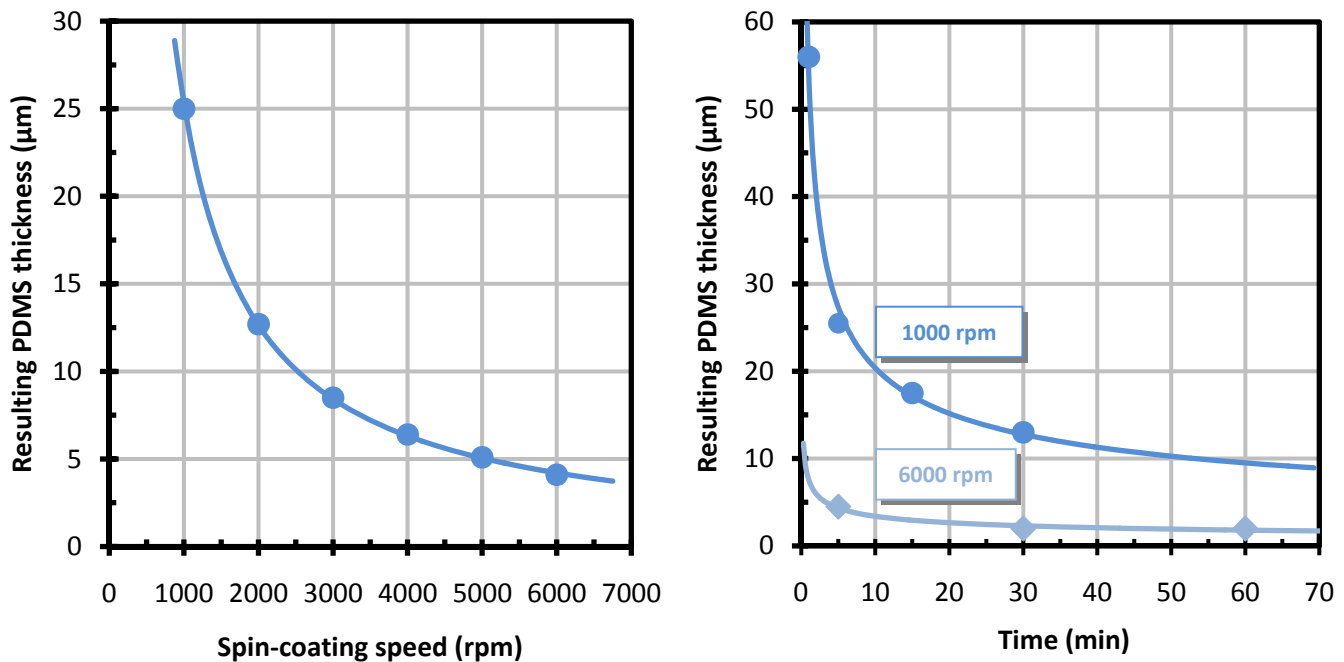 Resulting PDMS thickness (µm)
30
25
20
15
10
5
0
0 1000 2000 3000 4000 5000 6000 7000
Spin-coating speed (rpm)
Resulting PDMS thickness (µm)
60
50
40
30
20
10
0
1000 rpm
6000 rpm
0 10 20 30 40 50 60 70
Time (min)